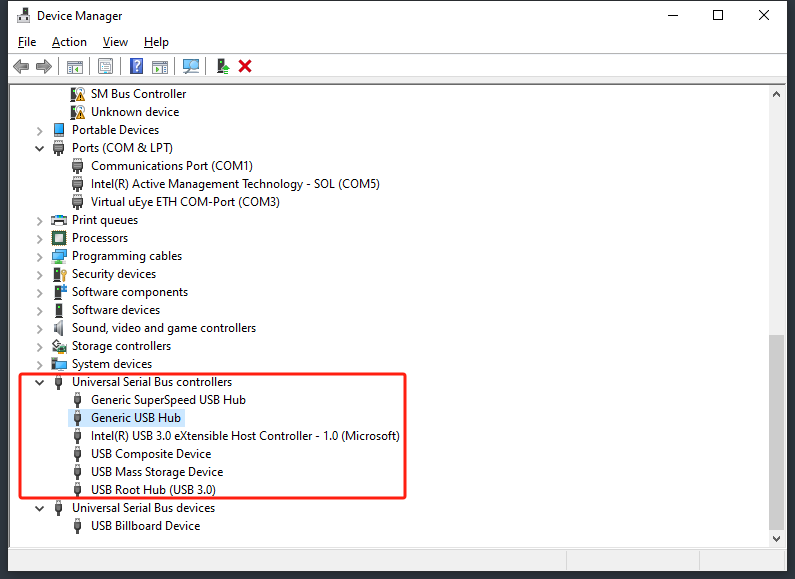 Device Manager
File Action View Help
SM Bus Controller
Unknown device
Portable Devices
Ports (COM & LPT)
Communications Port (COM1)
Intel(R) Active Management Technology - SOL (COM5)
Virtual uEye ETH COM-Port (COM3)
Print queues
Processors
Programming cables
Security devices
Software components
Software devices
Sound, video and game controllers
Storage controllers
System devices
Universal Serial Bus controllers
Generic SuperSpeed USB Hub
Generic USB Hub
Intel(R) USB 3.0 eXtensible Host Controller - 1.0 (Microsoft)
USB Composite Device
USB Mass Storage Device
USB Root Hub (USB 3.0)
Universal Serial Bus devices
USB Billboard Device